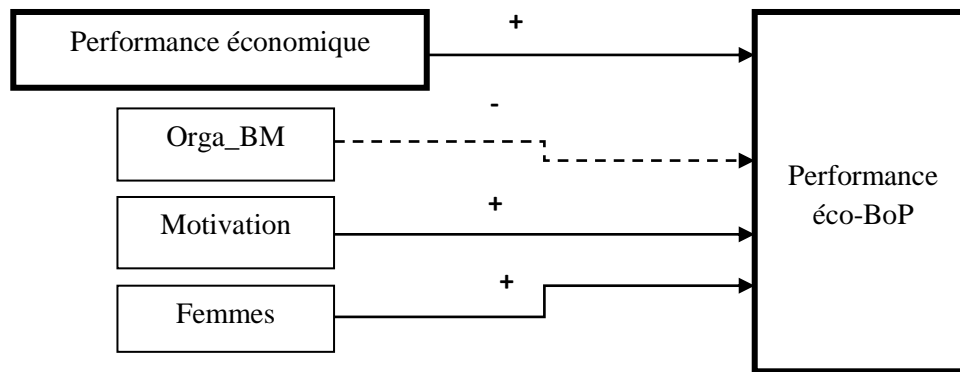 +
Performance économique
-
Orga_BM
Performance
éco-BoP
+
Motivation
+
Femmes